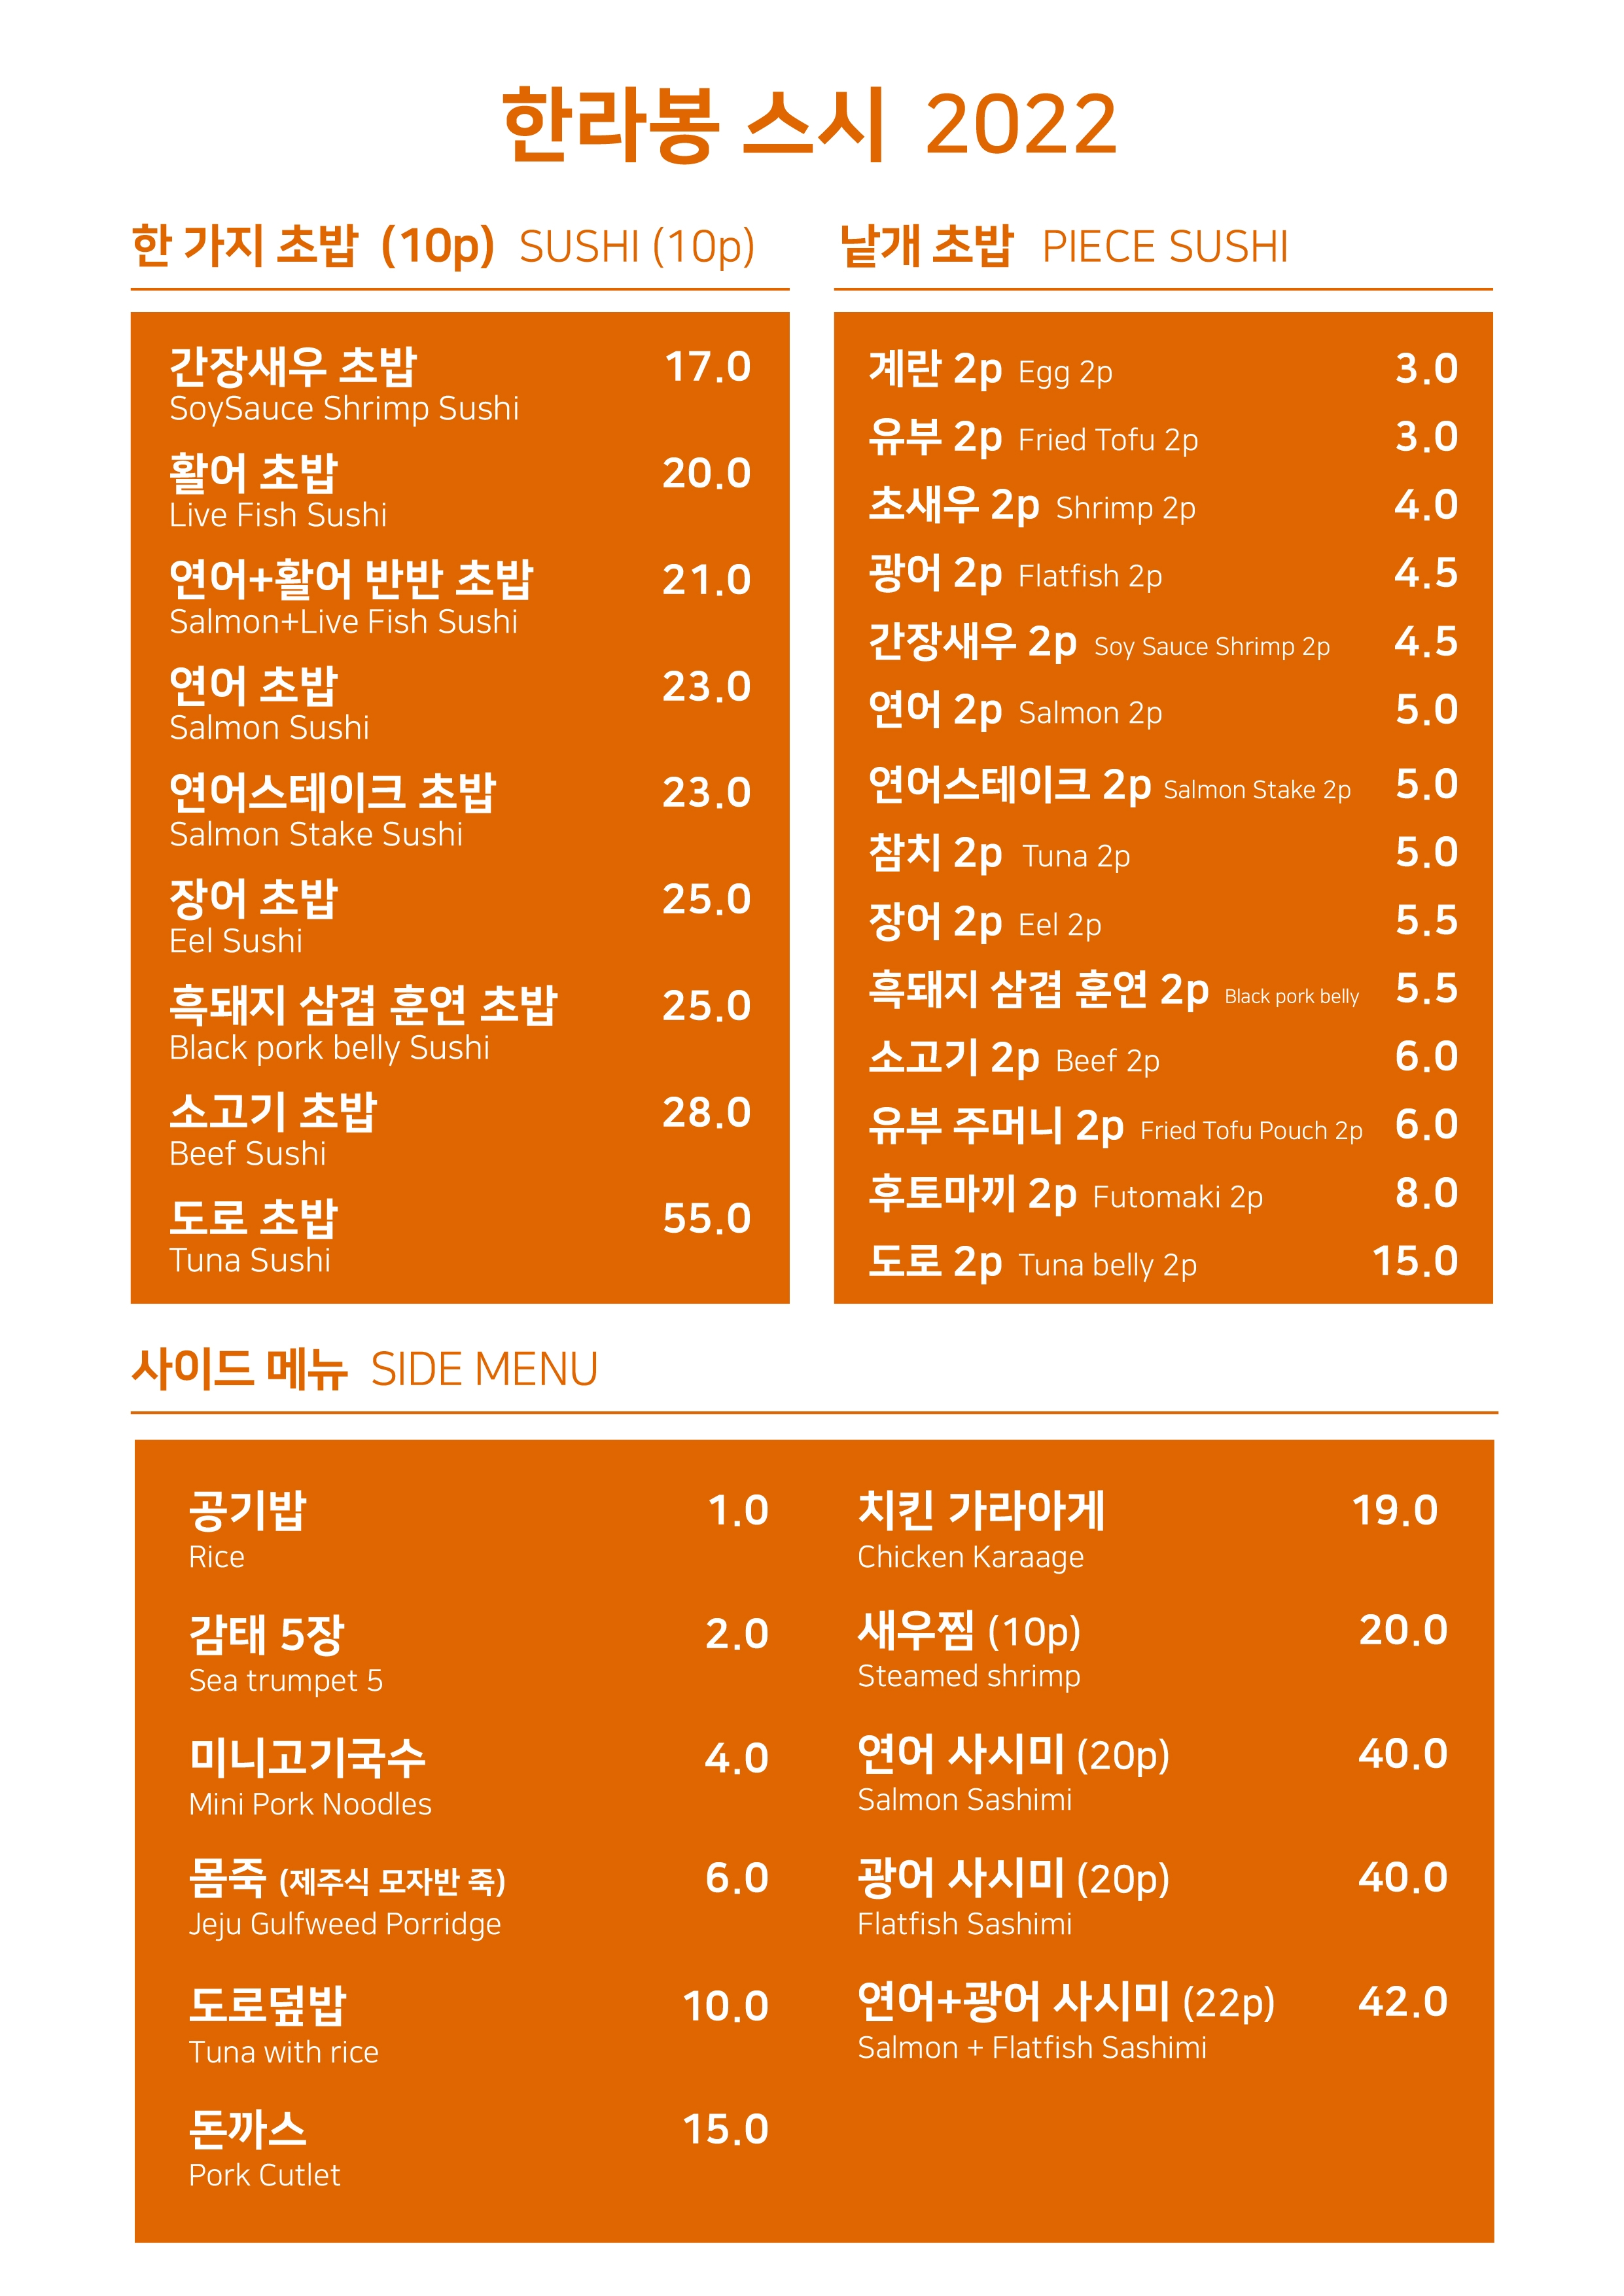 한라봉 스시 2022
한 가지 초밥 (10p) SUSHI (10p)
간장새우 초밥 17.0
SoySauce Shrimp Sushi
활어 초밥 20.0
Live Fish Sushi
연어+활어 반반 초밥 21.0
Salmon+Live Fish Sushi
연어 초밥 23.0
Salmon Sushi
연어스테이크 초밥 23.0
Salmon Stake Sushi
장어 초밥 25.0
Eel Sushi
흑돼지 삼겹 훈연 초밥 25.0
Black pork belly Sushi
소고기 초밥 28.0
Beef Sushi
도로 초밥 55.0
Tuna Sushi
낱개 초밥 PIECE SUSHI
계란 2p Egg 2p 3.0
유부 2p Fried Tofu 2p 3.0
초새우 2p Shrimp 2p 4.0
광어 2p Flatfish 2p 4.5
간장새우 2p Soy Sauce Shrimp 2p 4.5
연어 2p Salmon 2p 5.0
연어스테이크 2p Salmon Stake 2p 5.0
참치 2p Tuna 2p 5.0
장어 2p Eel 2p 5.5
흑돼지 삼겹 훈연 2p Black pork belly 5.5
소고기 2p Beef 2p 6.0
유부 주머니 2p Fried Tofu Pouch 2p 6.0
후토마끼 2p Futomaki 2p 8.0
도로 2p Tuna belly 2p 15.0
사이드 메뉴 SIDE MENU
공기밥 1.0
Rice
감태 5장 2.0
Sea trumpet 5
미니고기국수 4.0
Mini Pork Noodles
몸죽 (제주식 모자반 죽) 6.0
Jeju Gulfweed Porridge
도로덮밥 10.0
Tuna with rice
돈까스 15.0
Pork Cutlet
치킨 가라아게 19.0
Chicken Karaage
새우찜 (10p) 20.0
Steamed shrimp
연어 사시미 (20p) 40.0
Salmon Sashimi
광어 사시미 (20p) 40.0
Flatfish Sashimi
연어+광어 사시미 (22p) 42.0
Salmon + Flatfish Sashimi